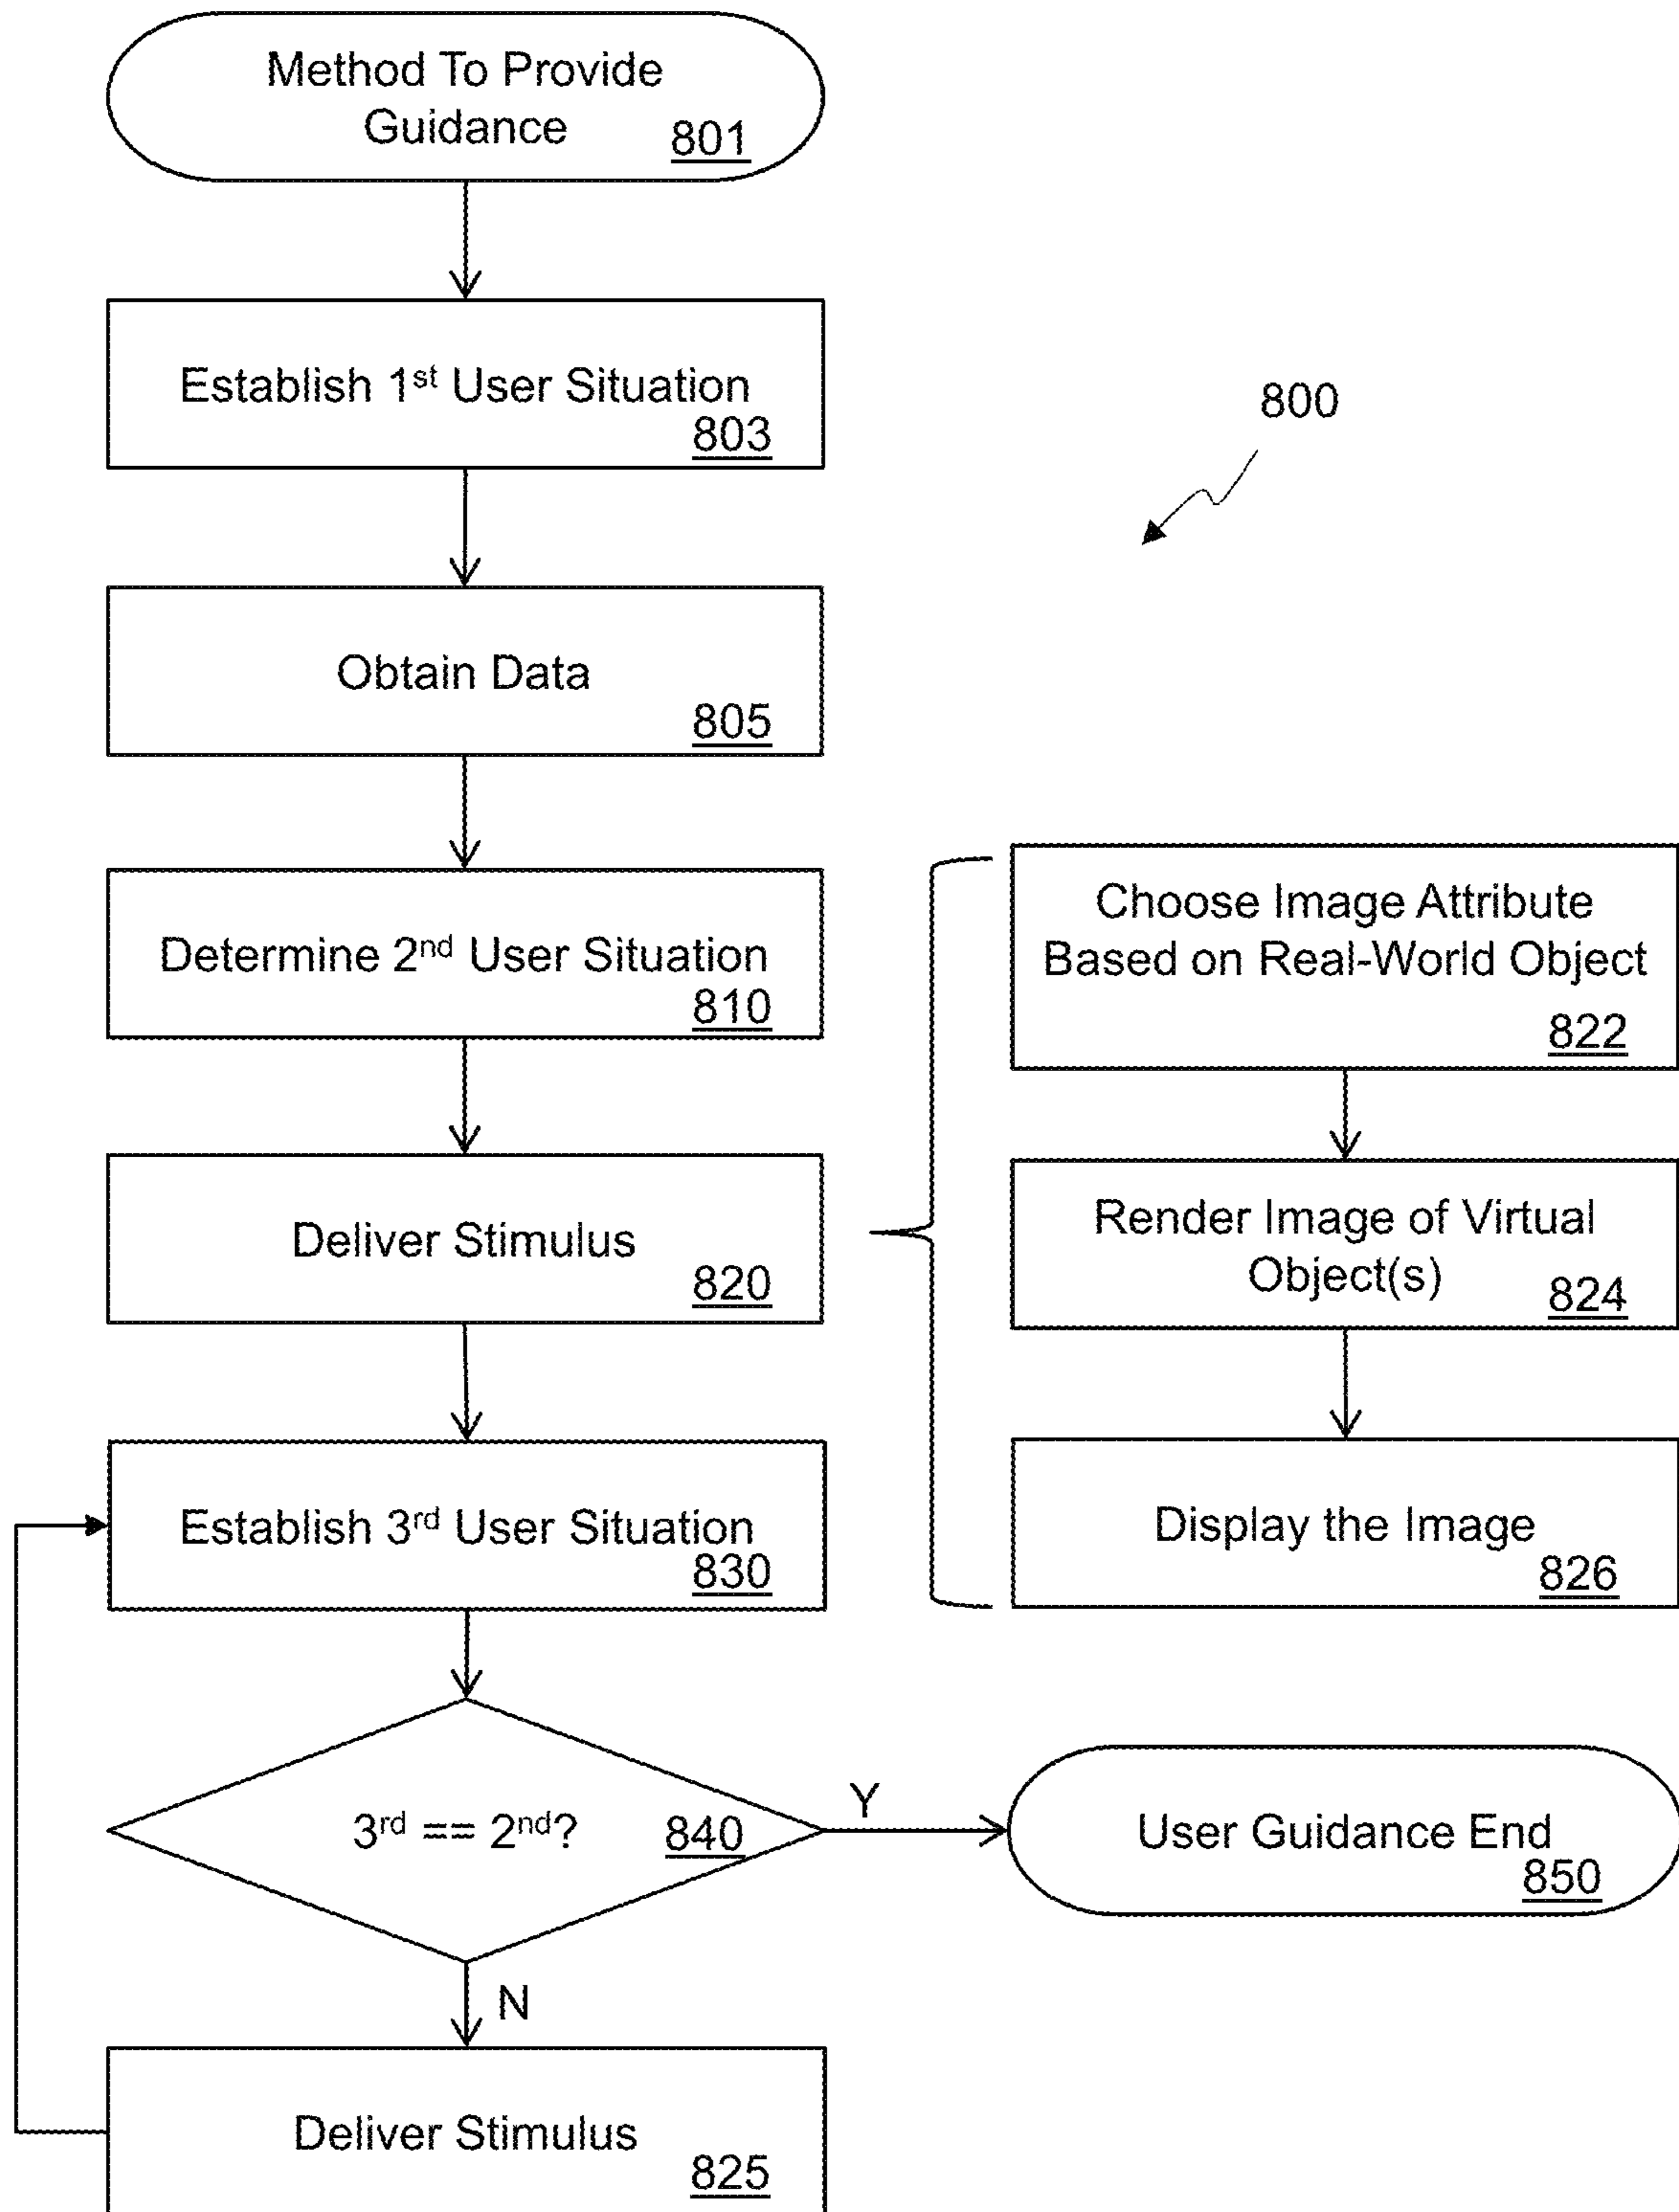 Method To Provide
Guidance
801
Establish 1st User Situation
803
800
Obtain Data
805
Determine 2nd User Situation
810
Deliver Stimulus
820
Choose Image Attribute
Based on Real-World Object
822
Render Image of Virtual
Object(s)
824
Display the Image
826
Establish 3rd User Situation
830
3rd == 2nd?
840
Y
User Guidance End
850
N
Deliver Stimulus
825